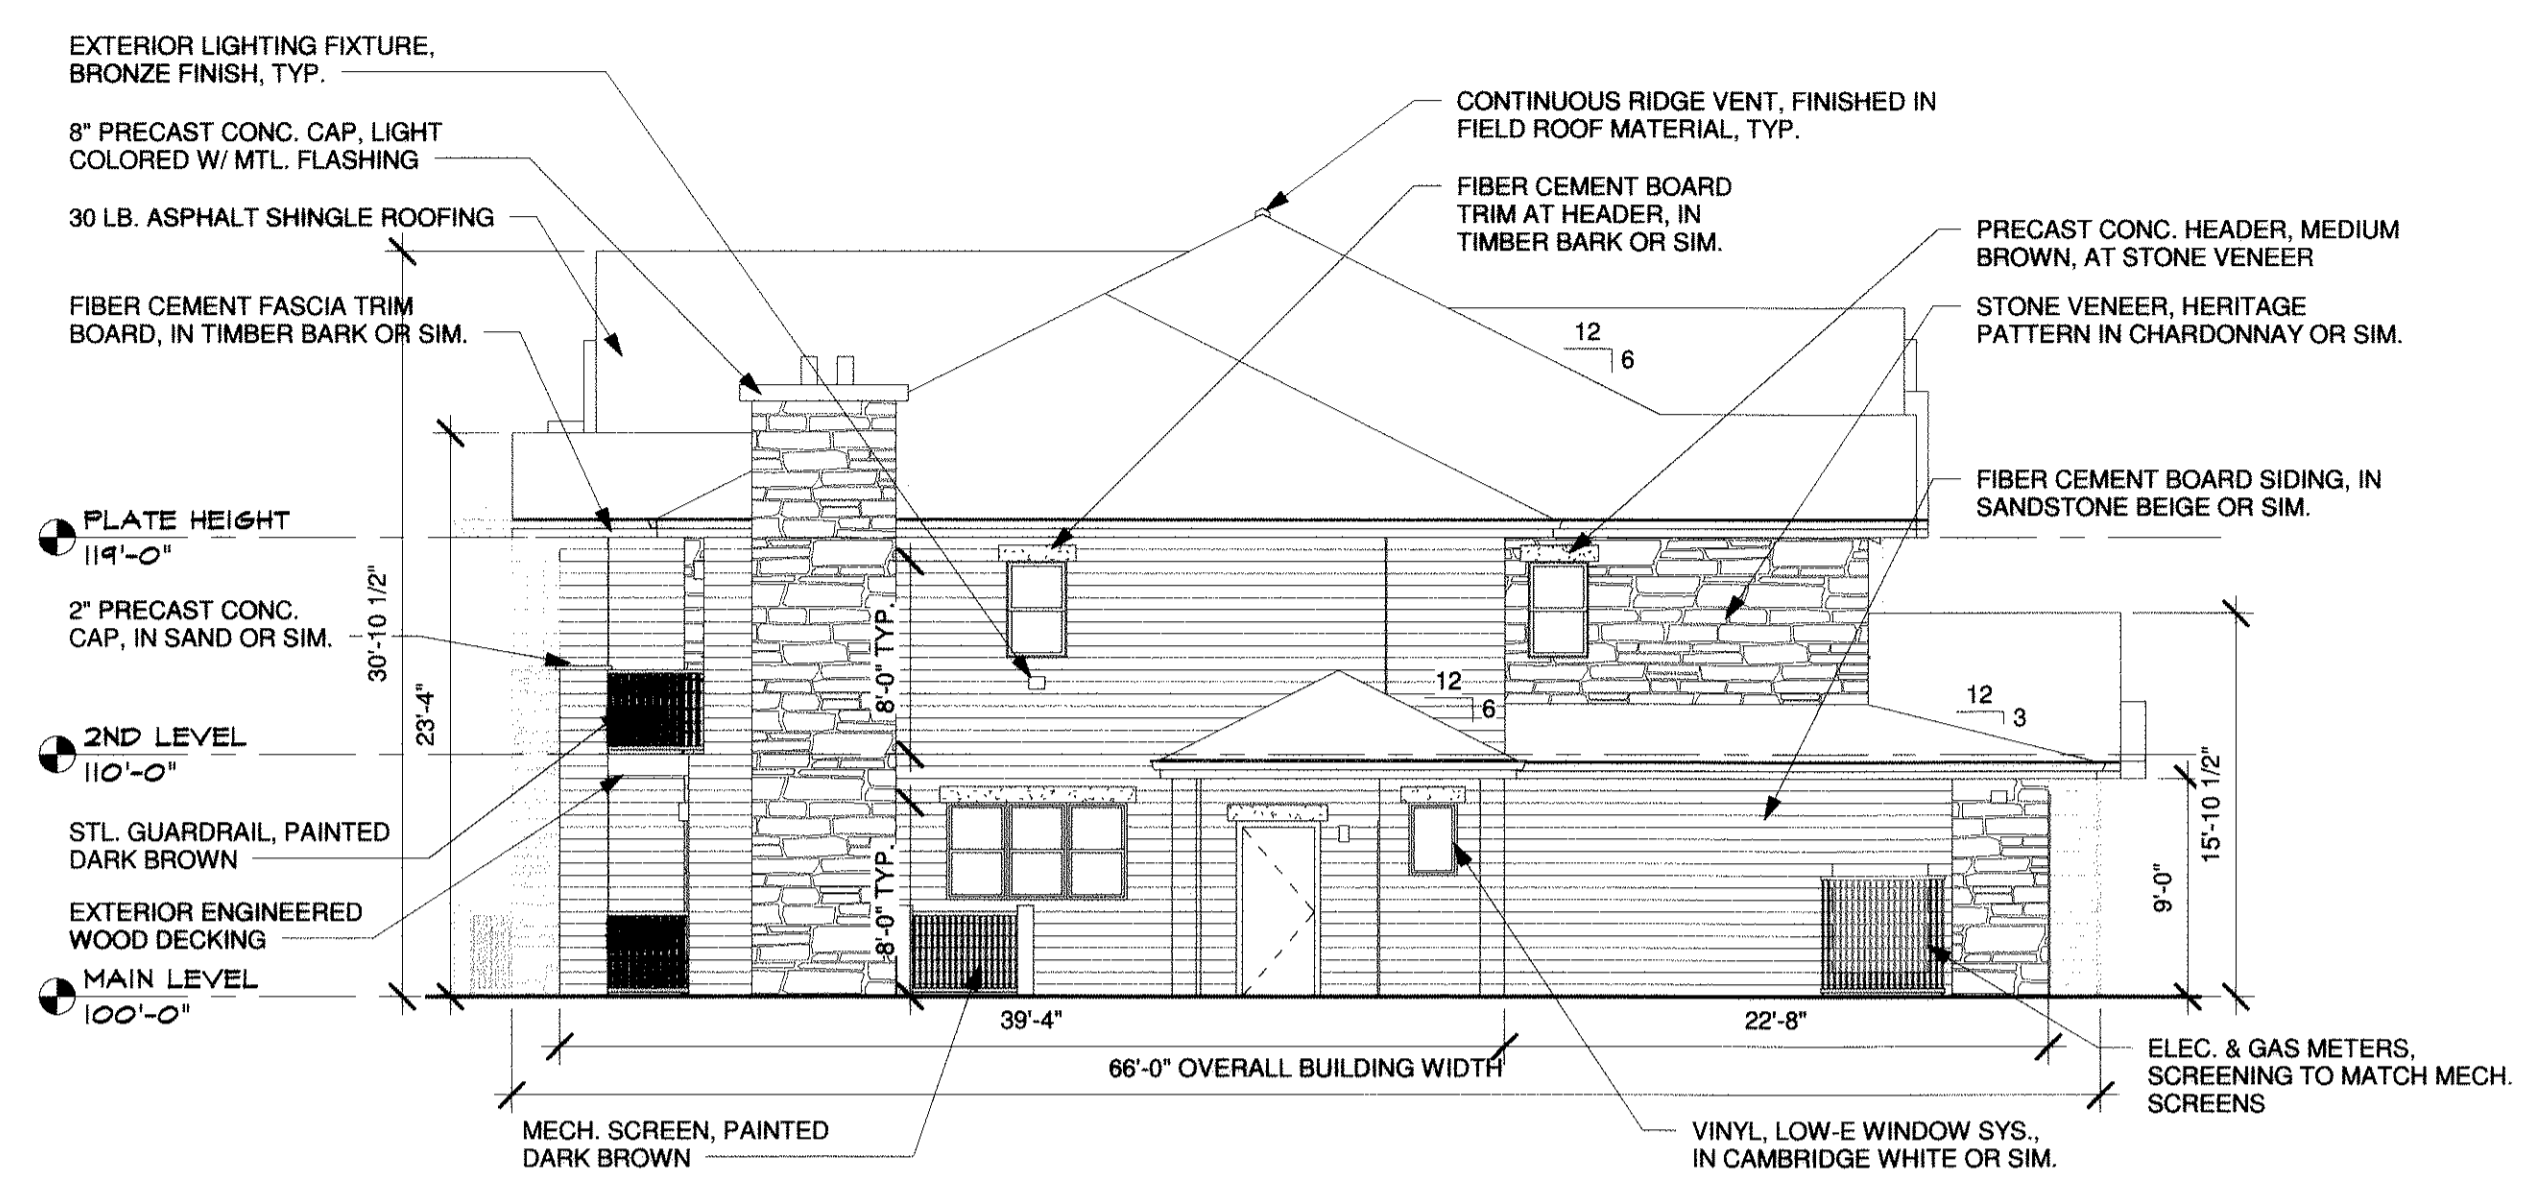 EXTERIOR LIGHTING FIXTURE,
BRONZE FINISH, TYP.
8" PRECAST CONC. CAP, LIGHT
COLORED W/ MTL. FLASHING
30 LB. ASPHALT SHINGLE ROOFING
FIBER CEMENT FASCIA TRIM
BOARD, IN TIMBER BARK OR SIM.
PLATE HEIGHT
119'-0"
2" PRECAST CONC.
CAP, IN SAND OR SIM.
30'-10 1/2"
23'-4"
2ND LEVEL
110'-0"
STL. GUARDRAIL, PAINTED
DARK BROWN
EXTERIOR ENGINEERED
WOOD DECKING
MAIN LEVEL
100'-0"
CONTINUOUS RIDGE VENT, FINISHED IN
FIELD ROOF MATERIAL, TYP.
FIBER CEMENT BOARD
TRIM AT HEADER, IN
TIMBER BARK OR SIM.
PRECAST CONC. HEADER, MEDIUM
BROWN, AT STONE VENEER
STONE VENEER, HERITAGE
PATTERN IN CHARDONNAY OR SIM.
12
6
FIBER CEMENT BOARD SIDING, IN
SANDSTONE BEIGE OR SIM.
8'-0" TYP.
12
6
12
3
8'-0" TYP.
15'-10 1/2"
9'-0"
39'-4"
22'-8"
66'-0" OVERALL BUILDING WIDTH
ELEC. & GAS METERS,
SCREENING TO MATCH MECH.
SCREENS
MECH. SCREEN, PAINTED
DARK BROWN
VINYL, LOW-E WINDOW SYS.,
IN CAMBRIDGE WHITE OR SIM.